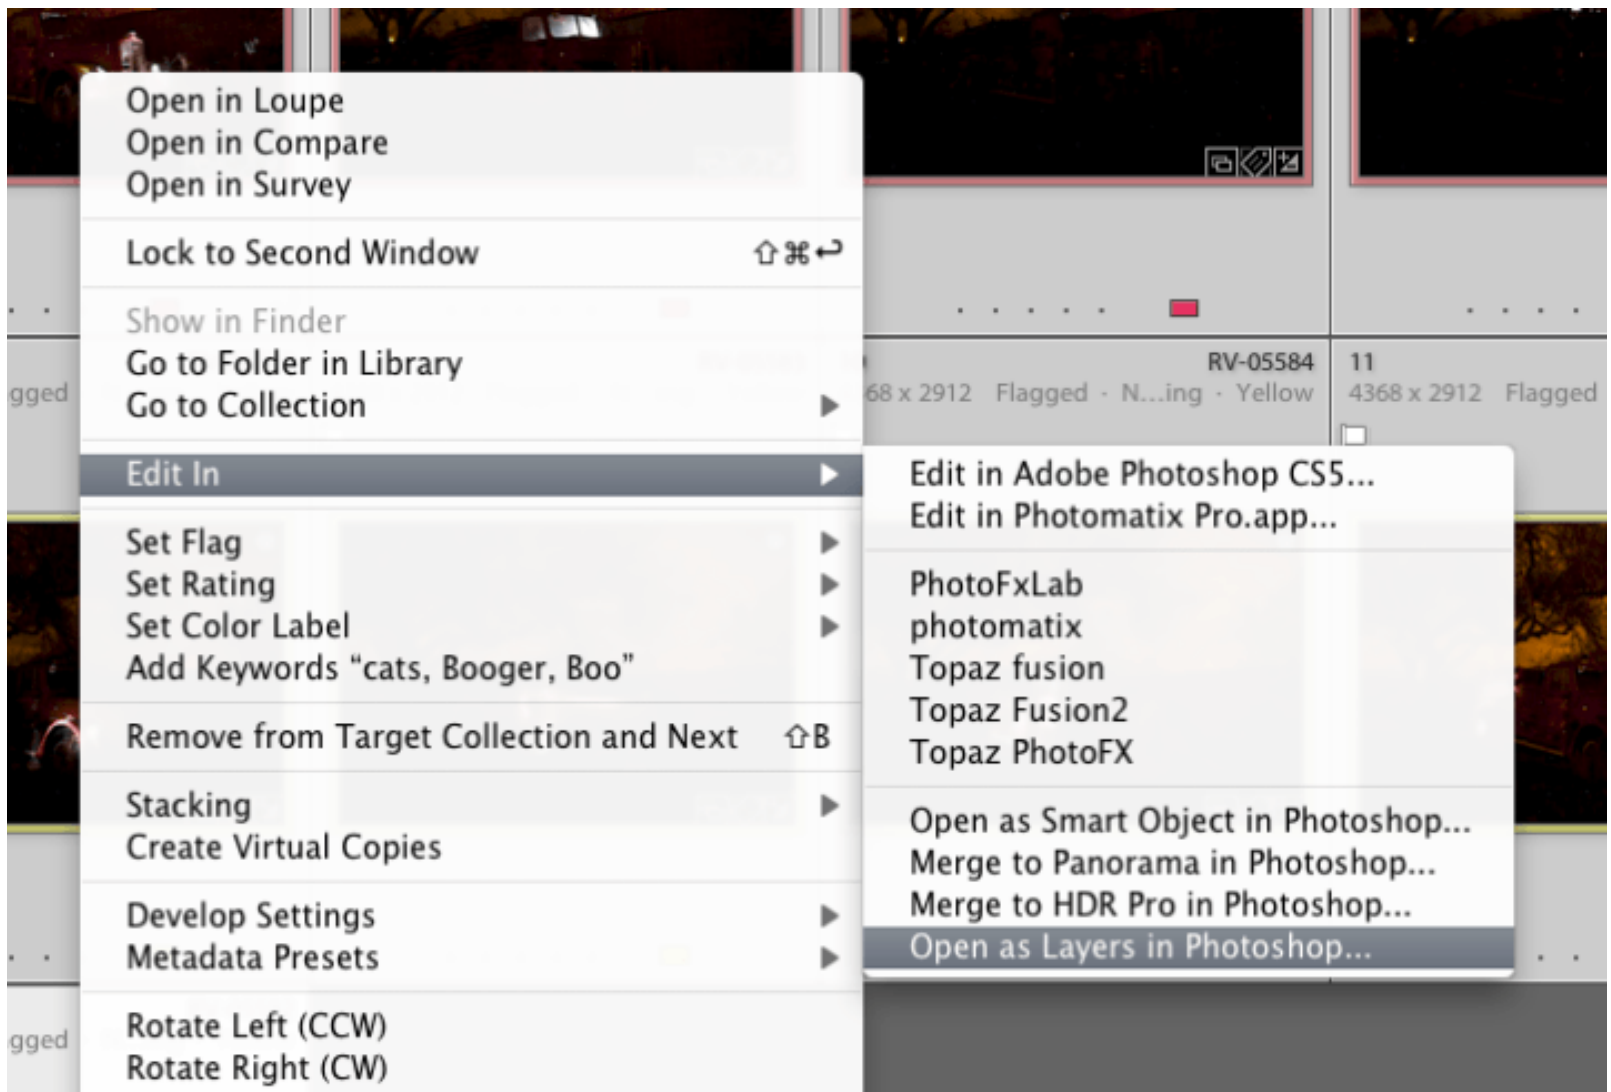 Open in Loupe
Open in Compare
Open in Survey
Lock to Second Window ⇧⌘↩
Show in Finder
Go to Folder in Library
Go to Collection
Edit In
Set Flag
Set Rating
Set Color Label
Add Keywords “cats, Booger, Boo”
Remove from Target Collection and Next ⇧B
Stacking
Create Virtual Copies
Develop Settings
Metadata Presets
Rotate Left (CCW)
Rotate Right (CW)
Edit in Adobe Photoshop CS5...
Edit in Photomatix Pro.app...
PhotoFxLab
photomatix
Topaz fusion
Topaz Fusion2
Topaz PhotoFX
Open as Smart Object in Photoshop...
Merge to Panorama in Photoshop...
Merge to HDR Pro in Photoshop...
Open as Layers in Photoshop...
RV-05584
68 x 2912 Flagged · N...ing · Yellow
11
4368 x 2912 Flagged
gged
gged